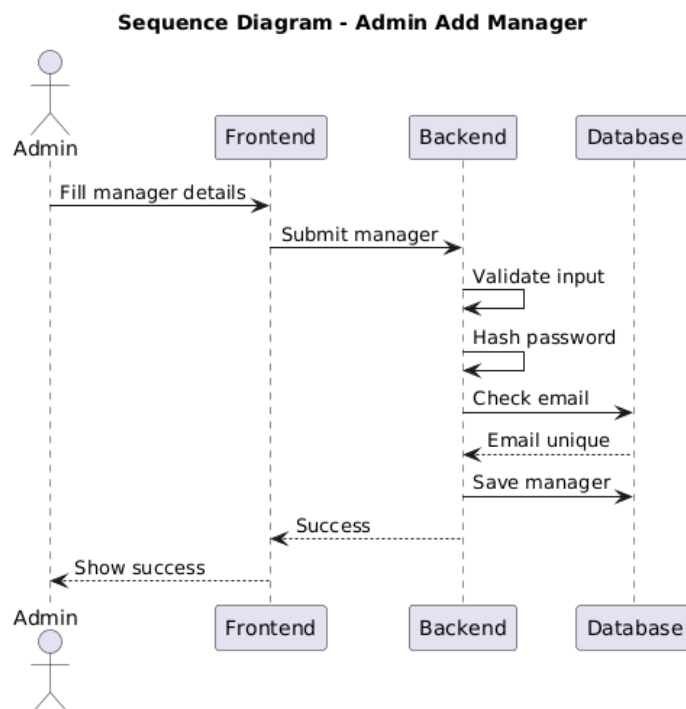 Sequence Diagram - Admin Add Manager
Admin
Frontend
Backend
Database
Fill manager details
Submit manager
Validate input
Hash password
Check email
Email unique
Save manager
Success
Show success
Admin
Frontend
Backend
Database